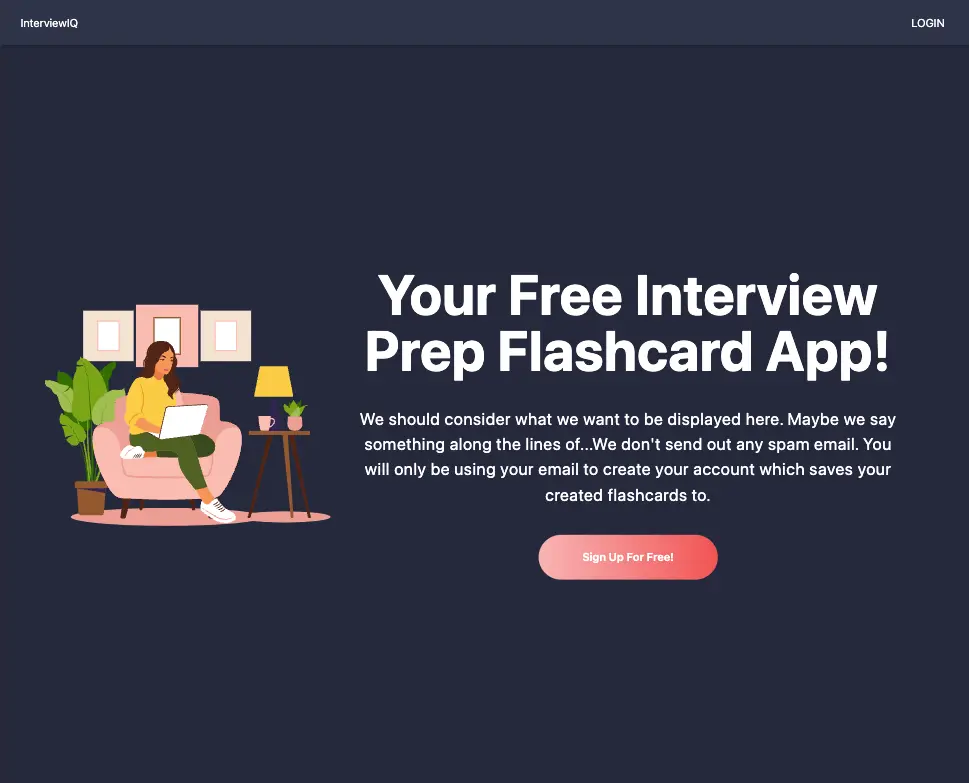 InterviewIQ
LOGIN
Your Free Interview
Prep Flashcard App!
We should consider what we want to be displayed here. Maybe we say
something along the lines of...We don't send out any spam email. You
will only be using your email to create your account which saves your
created flashcards to.
Sign Up For Free!